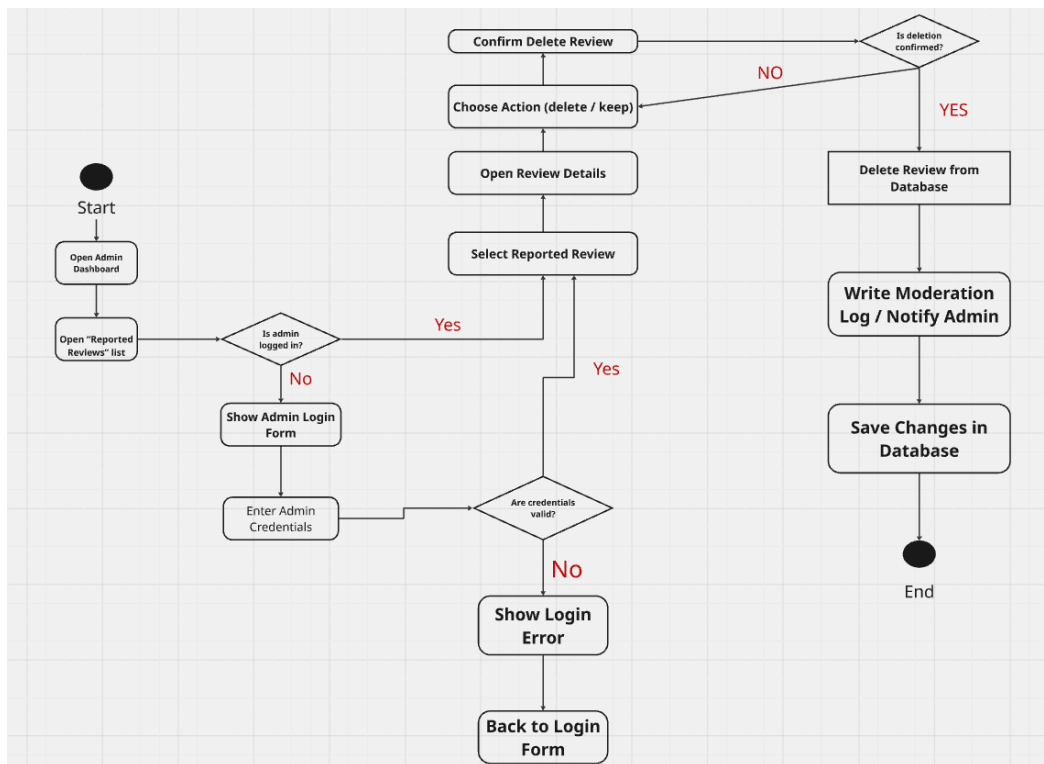 Confirm Delete Review
Is deletion
confirmed?
NO
YES
Choose Action (delete / keep)
Open Review Details
Delete Review from
Database
Start
Open Admin
Dashboard
Select Reported Review
Write Moderation
Log / Notify Admin
Open “Reported
Reviews” list
Is admin
logged in?
Yes
No
Yes
Show Admin Login
Form
Save Changes in
Database
Enter Admin
Credentials
Are credentials
valid?
No
End
Show Login
Error
Back to Login
Form